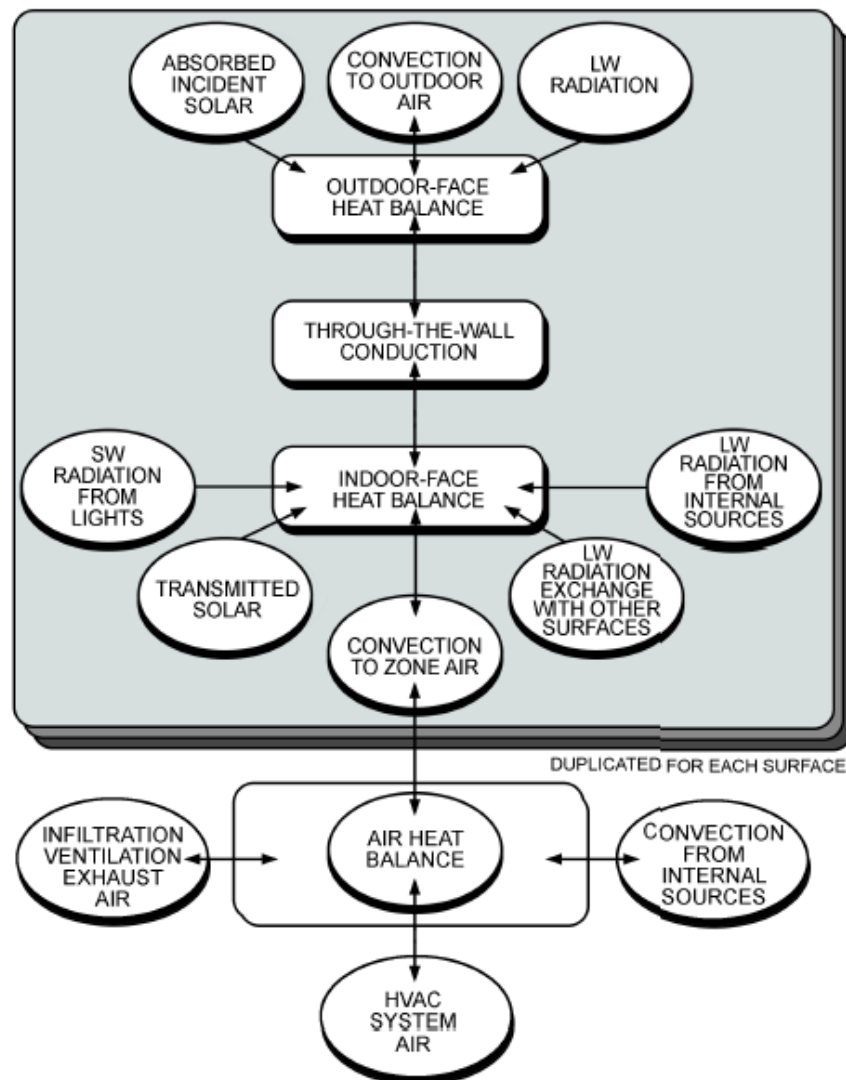 ABSORBED
INCIDENT
SOLAR
CONVECTION
TO OUTDOOR
AIR
LW
RADIATION
OUTDOOR-FACE
HEAT BALANCE
THROUGH-THE-WALL
CONDUCTION
SW
RADIATION
FROM
LIGHTS
INDOOR-FACE
HEAT BALANCE
LW
RADIATION
FROM
INTERNAL
SOURCES
TRANSMITTED
SOLAR
LW
RADIATION
EXCHANGE
WITH OTHER
SURFACES
CONVECTION
TO ZONE AIR
DUPLICATED FOR EACH SURFACE
INFILTRATION
VENTILATION
EXHAUST
AIR
AIR HEAT
BALANCE
CONVECTION
FROM
INTERNAL
SOURCES
HVAC
SYSTEM
AIR